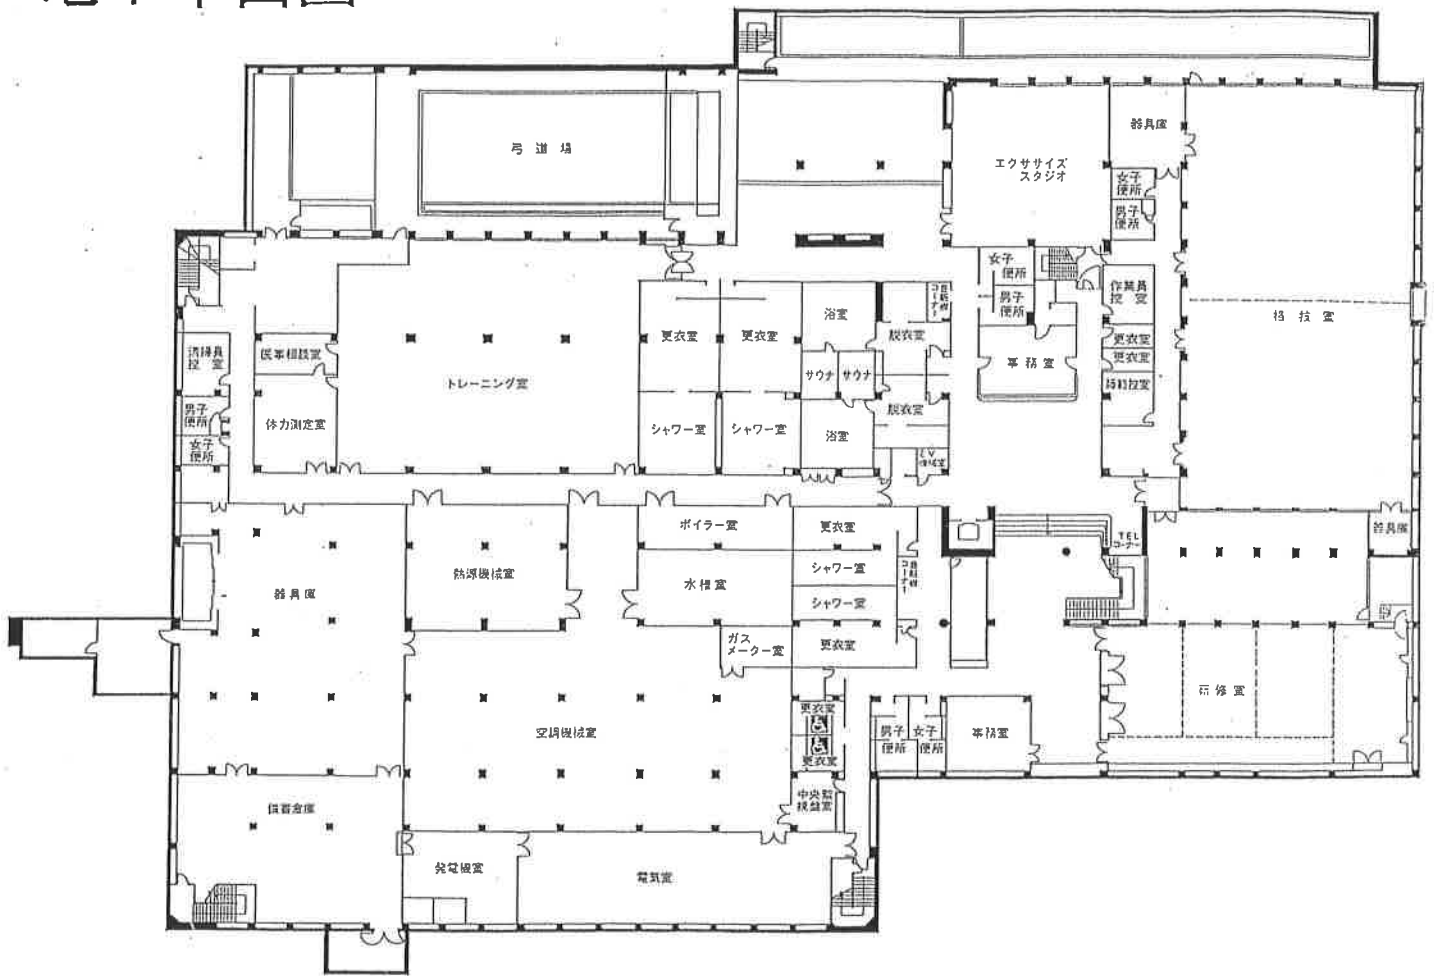 弓道場
エクササイズ
スタジオ
器具庫
女子
便所
男子
便所
女子
便所
男子
便所
作業員
控室
格技室
更衣室
更衣室
浴室
脱衣室
サウナ
サウナ
事務室
更衣室
更衣室
清掃員
控室
医事相談室
トレーニング室
男子
便所
体力測定室
シャワー室
シャワー室
浴室
脱衣室
女子
便所
ボイラー室
更衣室
TEL
コーナー
器具庫
器具庫
熱源機械室
水槽室
シャワー室
シャワー室
ガス
メーター室
更衣室
研修室
空調機械室
更衣室
更衣室
男子
便所
女子
便所
事務室
備蓄倉庫
中央監
視盤室
発電機室
電気室